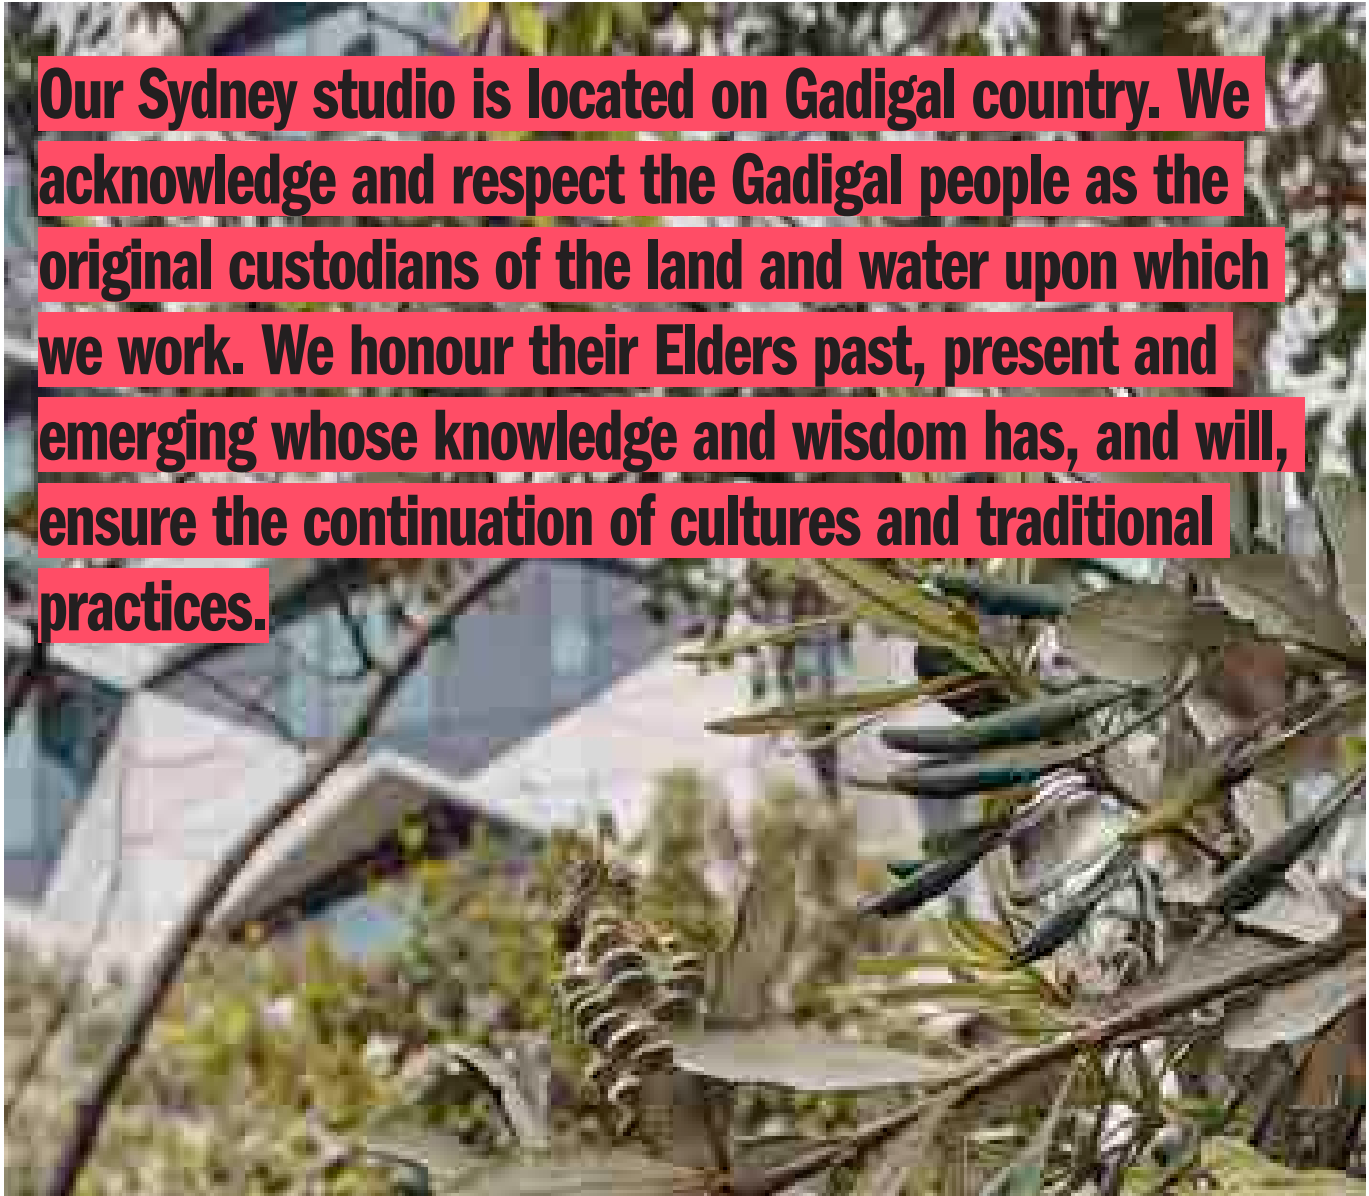 Our Sydney studio is located on Gadigal country. We
acknowledge and respect the Gadigal people as the
original custodians of the land and water upon which
we work. We honour their Elders past, present and
emerging whose knowledge and wisdom has, and will,
ensure the continuation of cultures and traditional
practices.